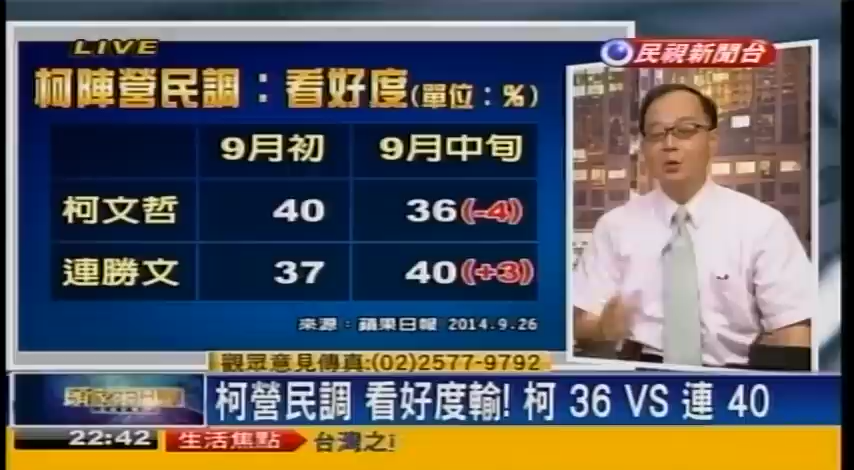 LIVE
民視新聞台
柯陣營民調：看好度(單位：%)
9月初 9月中旬
柯文哲 40 36(-4)
連勝文 37 40(+3)
來源：蘋果日報 2014.9.26
觀眾意見傳真:(02)2577-9792
柯營民調 看好度輸! 柯 36 VS 連 40
22:42 生活焦點 台灣之